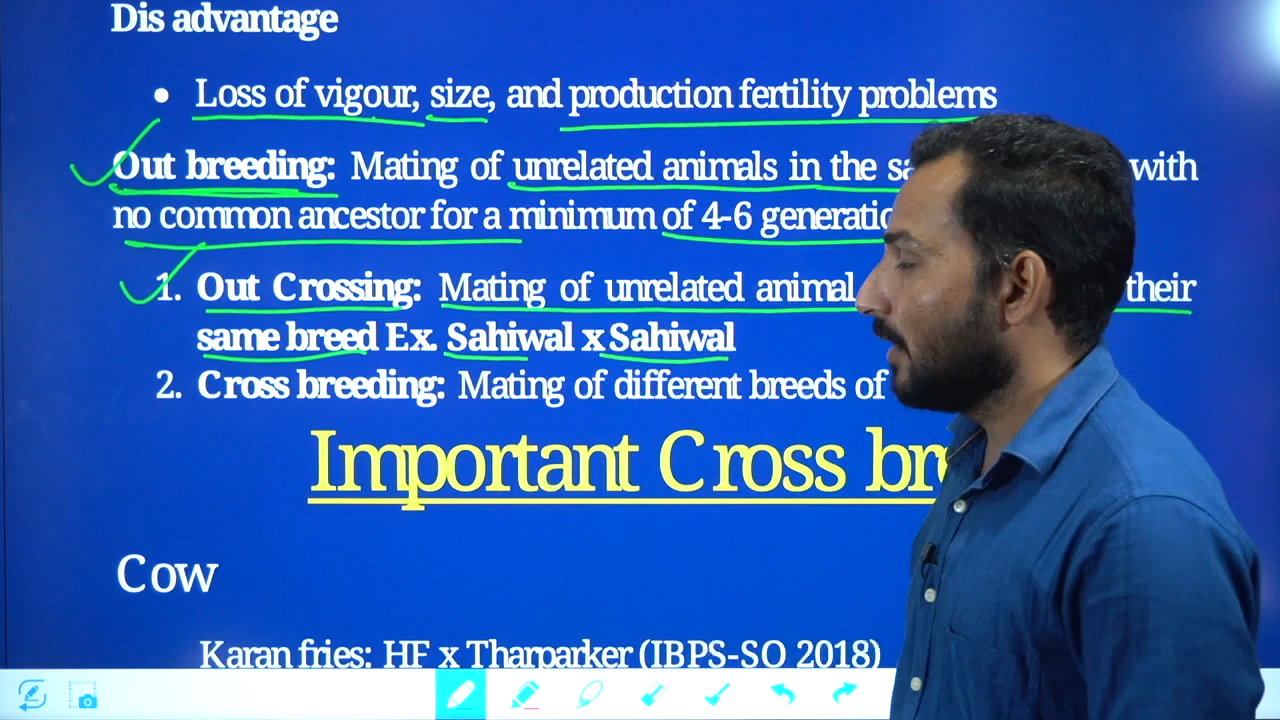 Dis advantage
• Loss of vigour, size, and production fertility problems
Out breeding: Mating of unrelated animals in the with
no common ancestor for a minimum of 4-6
1. Out Crossing: Mating of unrelated animal their
same breed Ex. Sahiwal x Sahiwal
2. Cross breeding: Mating of different breeds of
Important Cross
Cow
Karan fries: HF x Tharparker (IBPS-SO 2018)